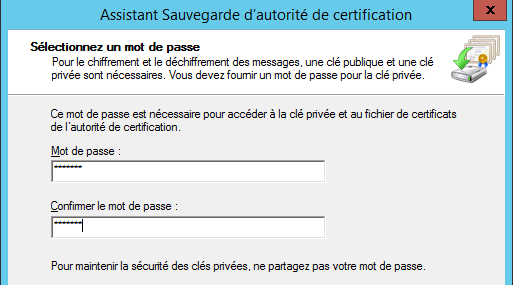 Assistant Sauvegarde d'autorité de certification
x
Sélectionnez un mot de passe
Pour le chiffrement et le déchiffrement des messages, une clé publique et une clé
privée sont nécessaires. Vous devez fournir un mot de passe pour la clé privée.
Ce mot de passe est nécessaire pour accéder à la clé privée et au fichier de certificats
de l'autorité de certification.
Mot de passe :
*******
Confirmer le mot de passe :
*******
Pour maintenir la sécurité des clés privées, ne partagez pas votre mot de passe.